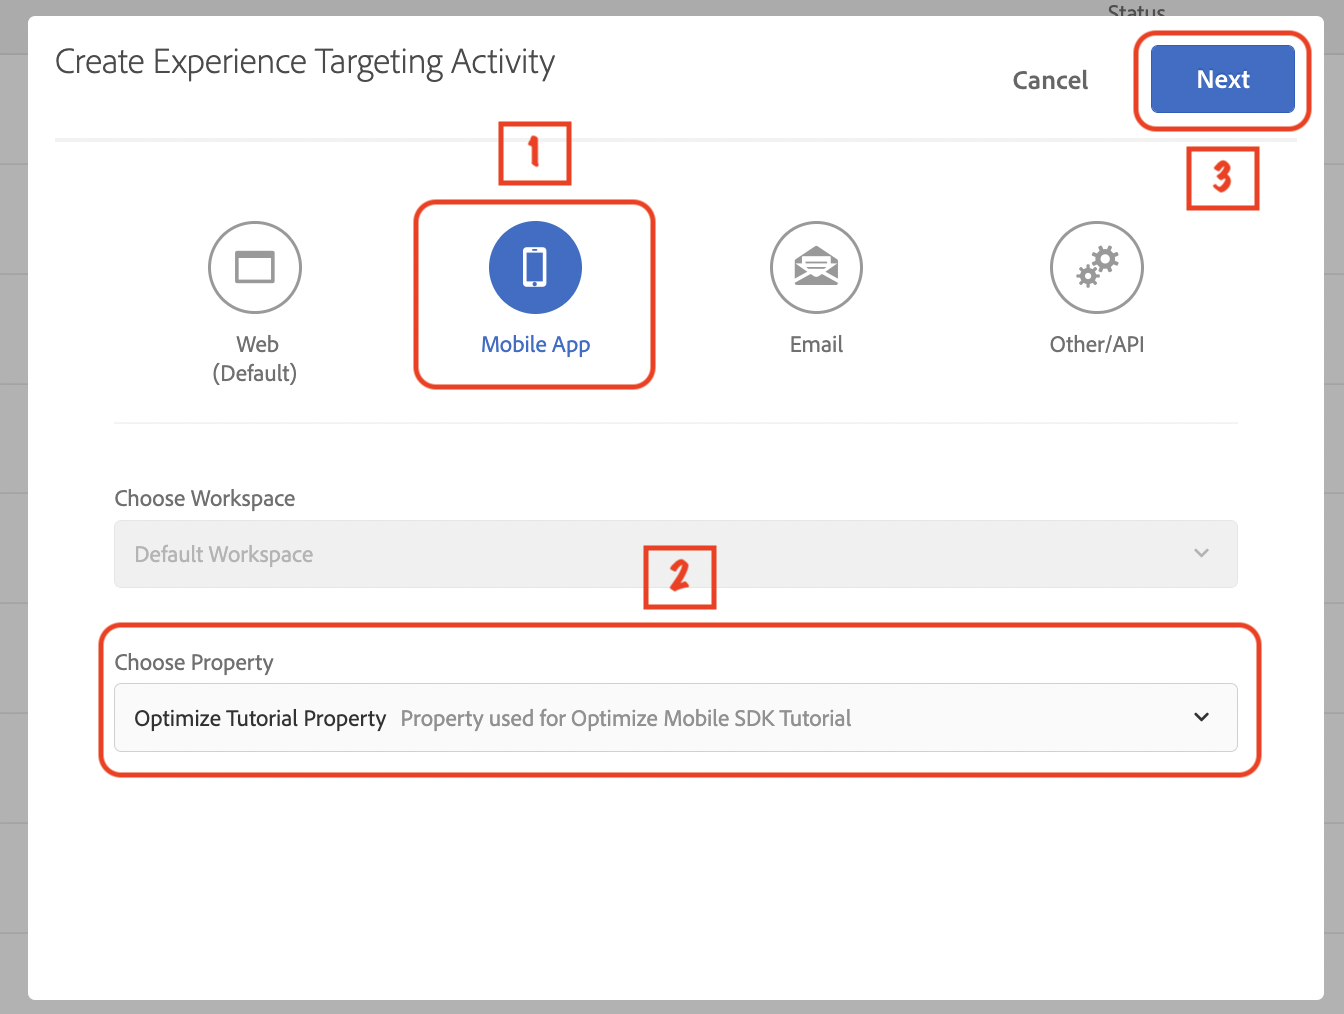 Status
Create Experience Targeting Activity
Cancel
Next
1
3
Web
(Default)
Mobile App
Email
Other/API
Choose Workspace
Default Workspace
2
Choose Property
Optimize Tutorial Property Property used for Optimize Mobile SDK Tutorial